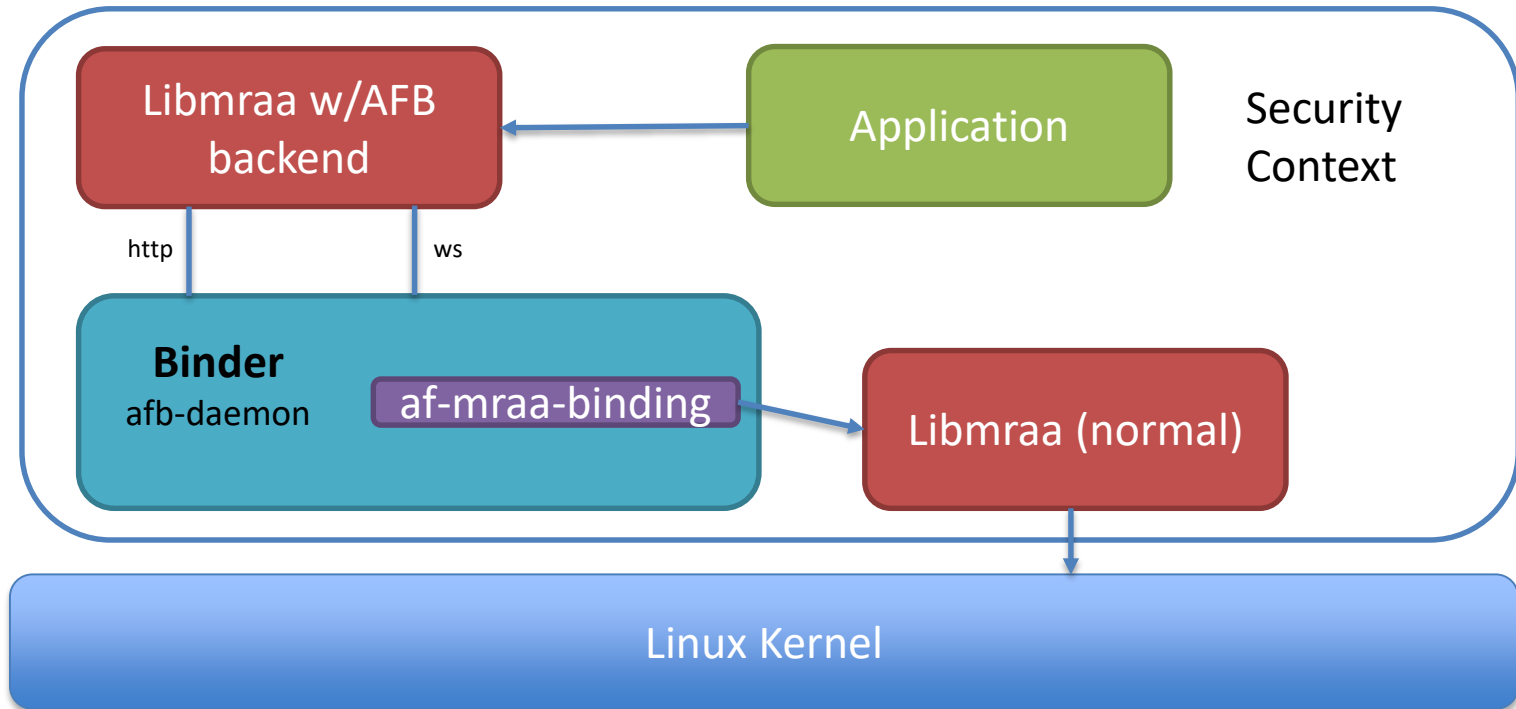 Libmraa w/AFB
backend
Application
Security
Context
http
ws
Binder
afb-daemon
af-mraa-binding
Libmraa (normal)
Linux Kernel